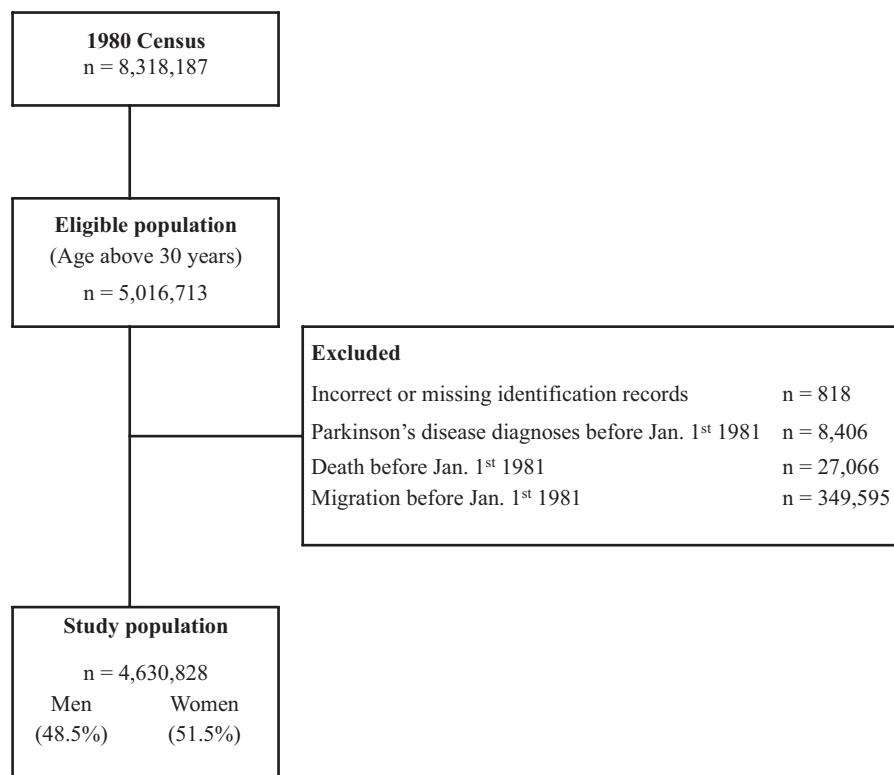 1980 Census
n = 8,318,187
Eligible population
(Age above 30 years)
n = 5,016,713
Excluded
Incorrect or missing identification records n = 818
Parkinson’s disease diagnoses before Jan. 1st 1981 n = 8,406
Death before Jan. 1st 1981 n = 27,066
Migration before Jan. 1st 1981 n = 349,595
Study population
n = 4,630,828
Men Women
(48.5%) (51.5%)